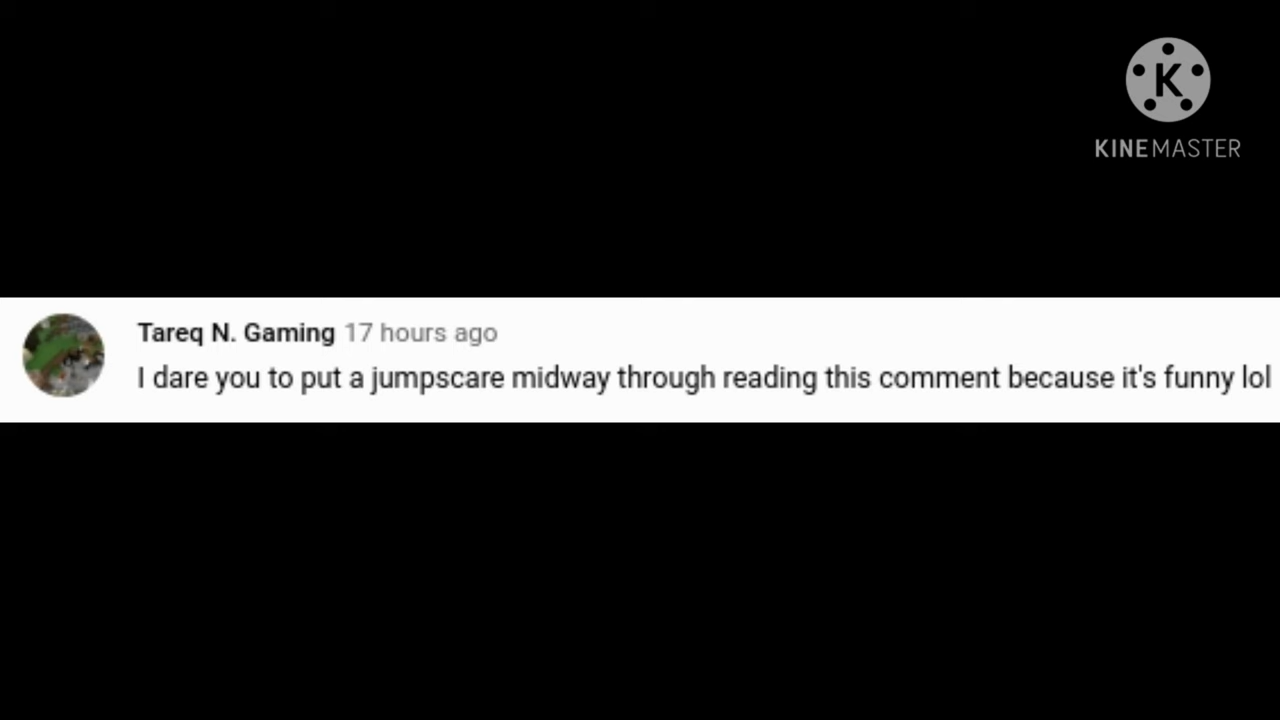 K
KINEMASTER
Tareq N. Gaming 17 hours ago
I dare you to put a jumpscare midway through reading this comment because it's funny lol